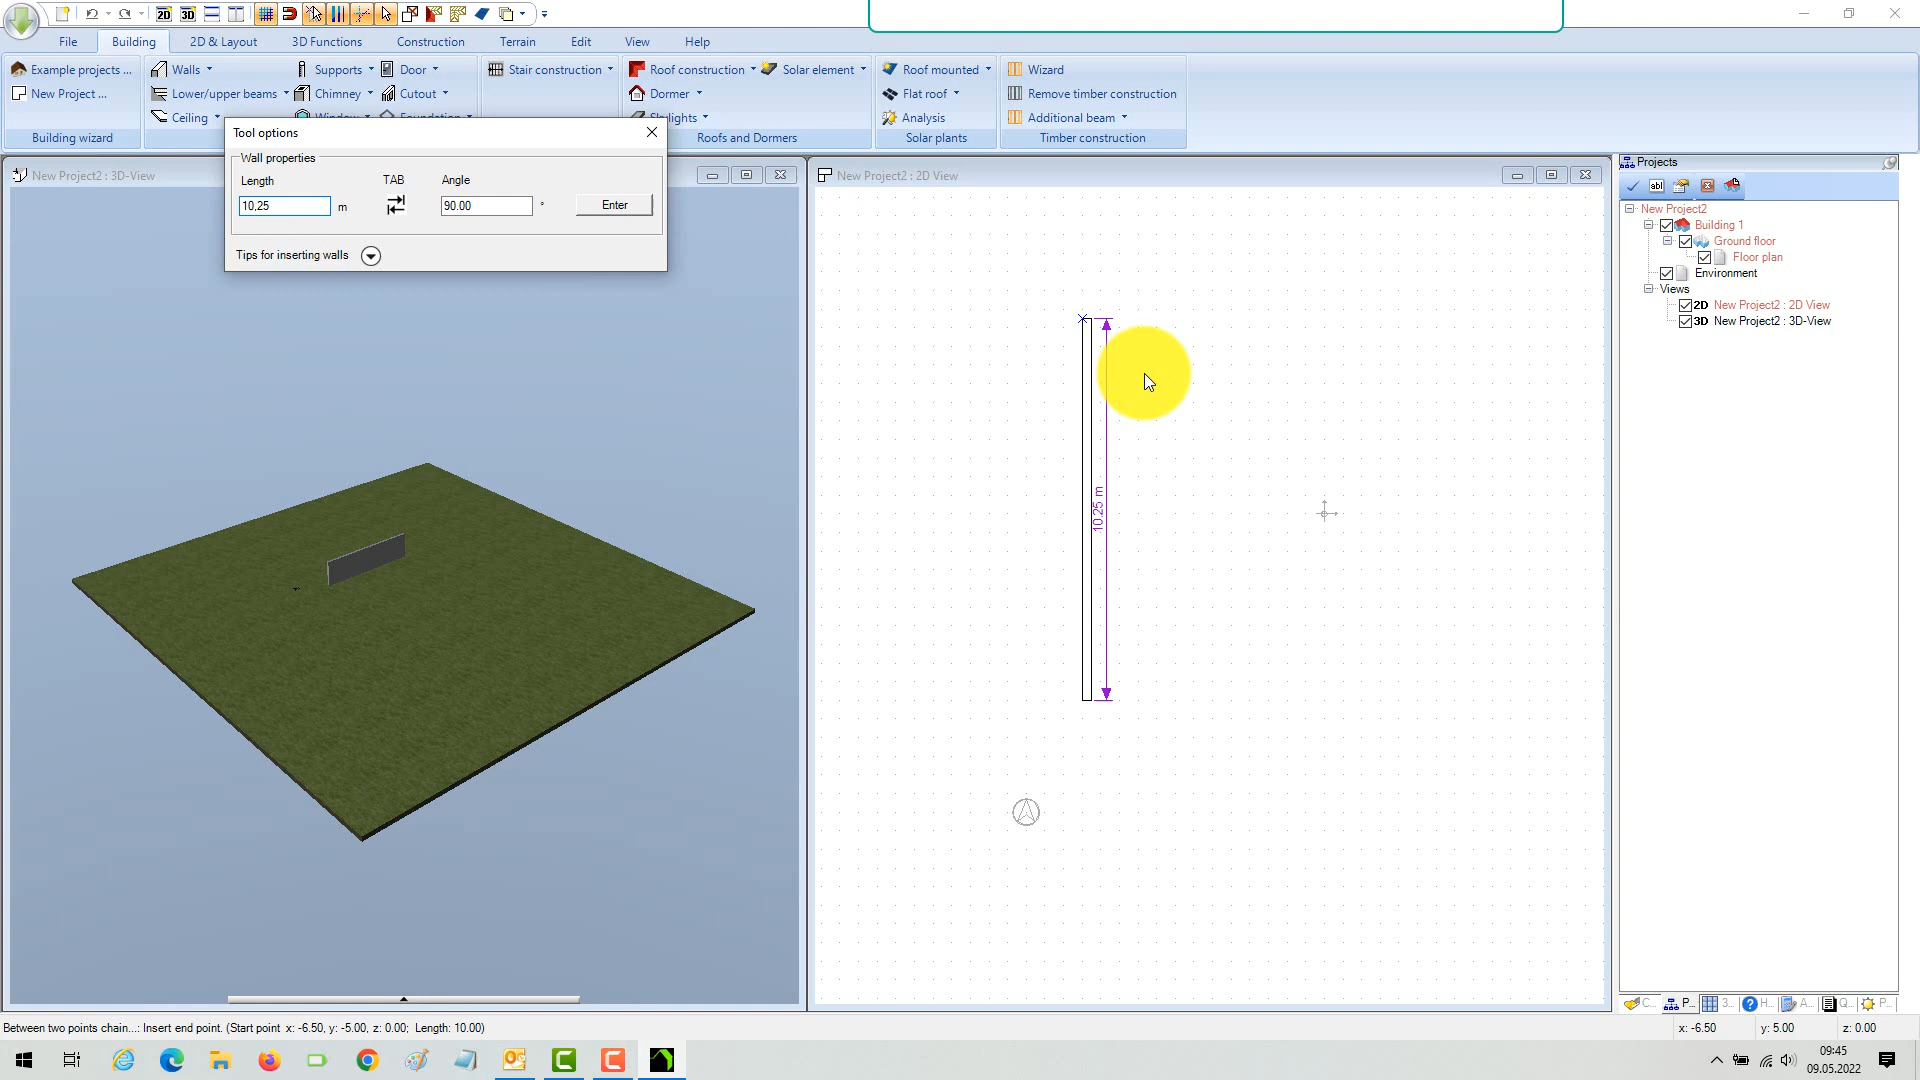 2D 3D
File Building 2D & Layout 3D Functions Construction Terrain Edit View Help
Example projects ... Walls Supports Door Stair construction Roof construction Solar element Roof mounted Wizard
New Project ... Lower/upper beams Chimney Cutout Dormer Flat roof Remove timber construction
Ceiling Skylights Analysis Additional beam
Building wizard Roofs and Dormers Solar plants Timber construction
Tool options
Wall properties
Length TAB Angle
10,25 m 90.00 ° Enter
Tips for inserting walls
New Project2 : 3D-View
New Project2 : 2D View
10.25 m
Projects
abl
New Project2
Building 1
Ground floor
Floor plan
Environment
Views
2D New Project2 : 2D View
3D New Project2 : 3D-View
C... P... 3... H... A... Q... P...
Between two points chain...: Insert end point. (Start point x: -6.50, y: -5.00, z: 0.00; Length: 10.00)
x: -6.50 y: 5.00 z: 0.00
09:45
09.05.2022